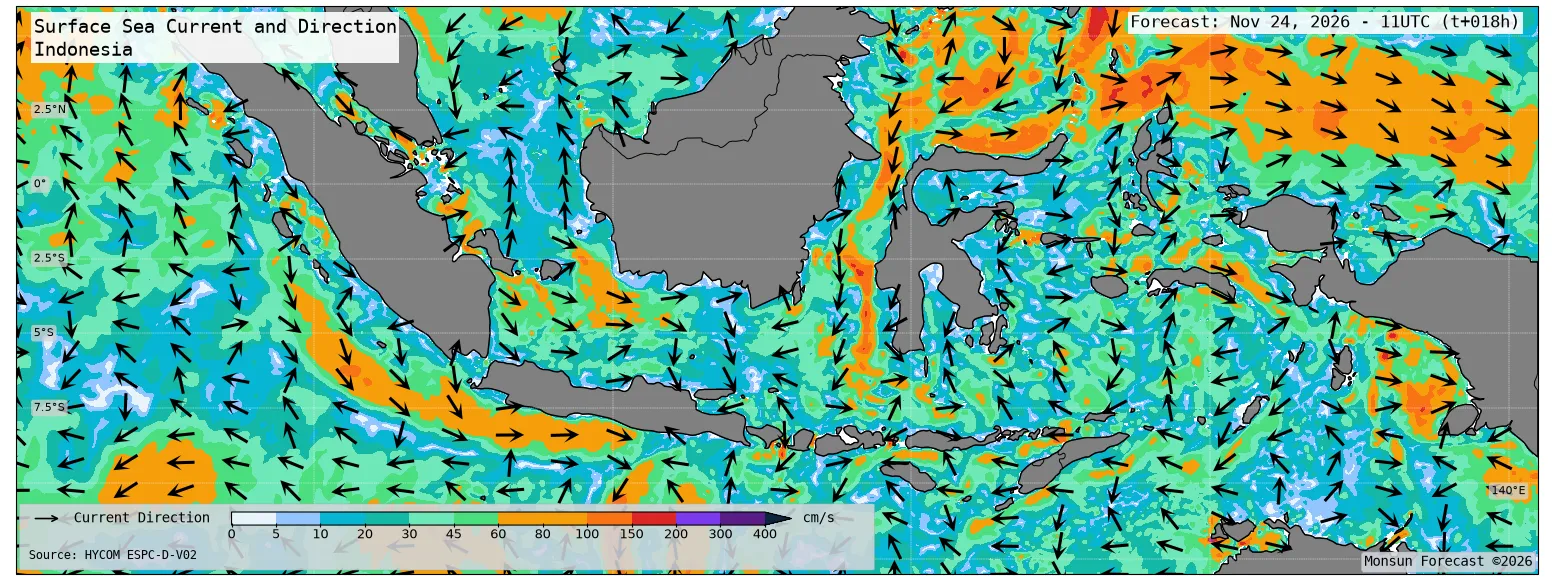 Surface Sea Current and Direction
Indonesia
Forecast: Nov 24, 2026 - 11UTC (t+018h)
2.5°N
0°
2.5°S
5°S
7.5°S
140°E
Current Direction
0 5 10 20 30 45 60 80 100 150 200 300 400 cm/s
Source: HYCOM ESPC-D-V02
Monsun Forecast ©2026